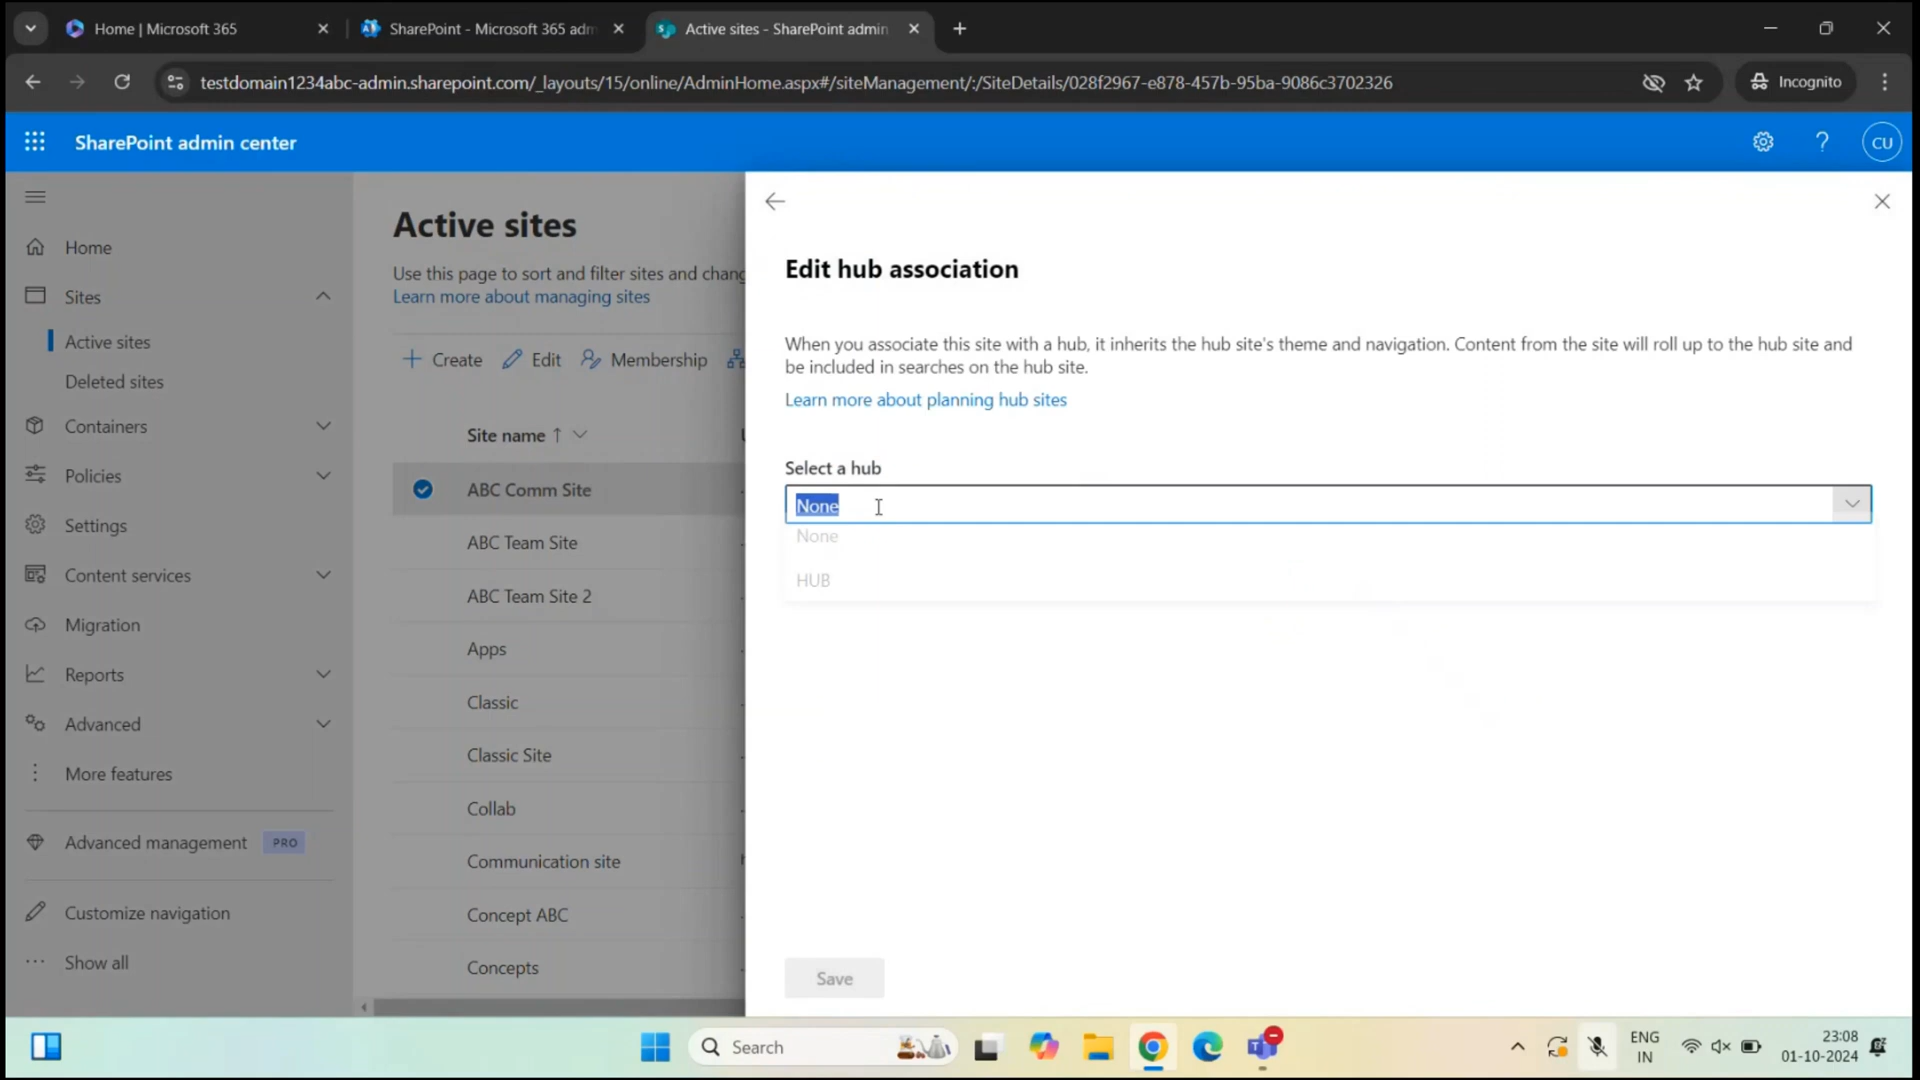 Home | Microsoft 365
SharePoint - Microsoft 365 adm
Active sites - SharePoint admin
testdomain1234abc-admin.sharepoint.com/_layouts/15/online/AdminHome.aspx#/siteManagement/:/SiteDetails/028f2967-e878-457b-95ba-9086c3702326
Incognito
SharePoint admin center
CU
Home
Sites
Active sites
Deleted sites
Containers
Policies
Settings
Content services
Migration
Reports
Advanced
More features
Advanced management PRO
Customize navigation
Show all
Active sites
Use this page to sort and filter sites and chang
Learn more about managing sites
Create
Edit
Membership
Site name
ABC Comm Site
ABC Team Site
ABC Team Site 2
Apps
Classic
Classic Site
Collab
Communication site
Concept ABC
Concepts
Edit hub association
When you associate this site with a hub, it inherits the hub site's theme and navigation. Content from the site will roll up to the hub site and
be included in searches on the hub site.
Learn more about planning hub sites
Select a hub
None
None
HUB
Save
Search
ENG
IN
23:08
01-10-2024